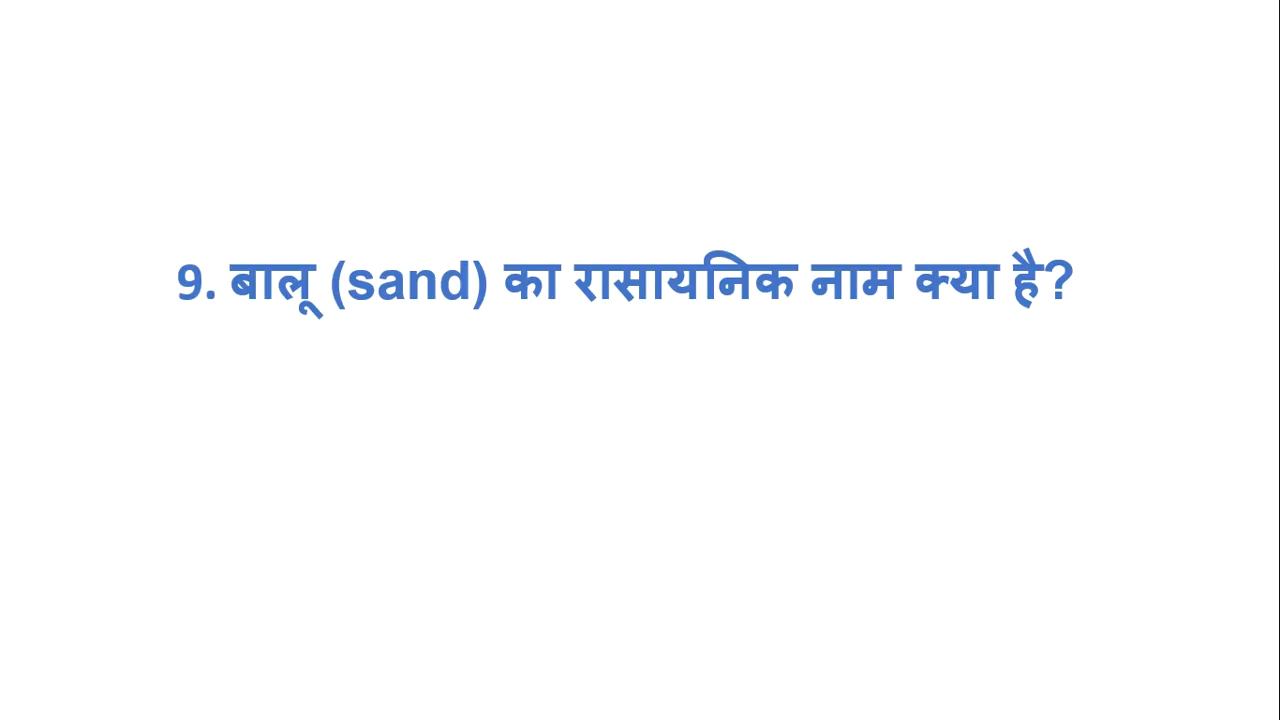 9. बालू (sand) का रासायनिक नाम क्या है?